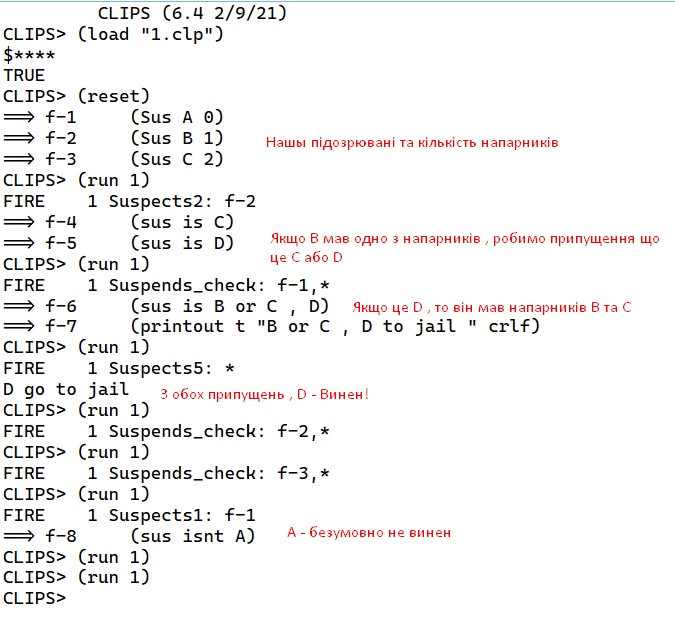 CLIPS (6.4 2/9/21)
CLIPS> (load "1.clp")
$****
TRUE
CLIPS> (reset)
==> f-1     (Sus A 0)
==> f-2     (Sus B 1)
Нашы підозрювані та кількість напарників
==> f-3     (Sus C 2)
CLIPS> (run 1)
FIRE    1 Suspects2: f-2
==> f-4     (sus is C)
==> f-5     (sus is D)
Якщо В мав одно з напарників , робимо припущення що
це С або D
CLIPS> (run 1)
FIRE    1 Suspends_check: f-1,*
==> f-6     (sus is B or C , D)
Якщо це D , то він мав напарників В та С
==> f-7     (printout t "B or C , D to jail " crlf)
CLIPS> (run 1)
FIRE    1 Suspects5: *
D go to jail
З обох припущень , D - Винен!
CLIPS> (run 1)
FIRE    1 Suspends_check: f-2,*
CLIPS> (run 1)
FIRE    1 Suspends_check: f-3,*
CLIPS> (run 1)
FIRE    1 Suspects1: f-1
==> f-8     (sus isnt A)
А - безумовно не винен
CLIPS> (run 1)
CLIPS> (run 1)
CLIPS>